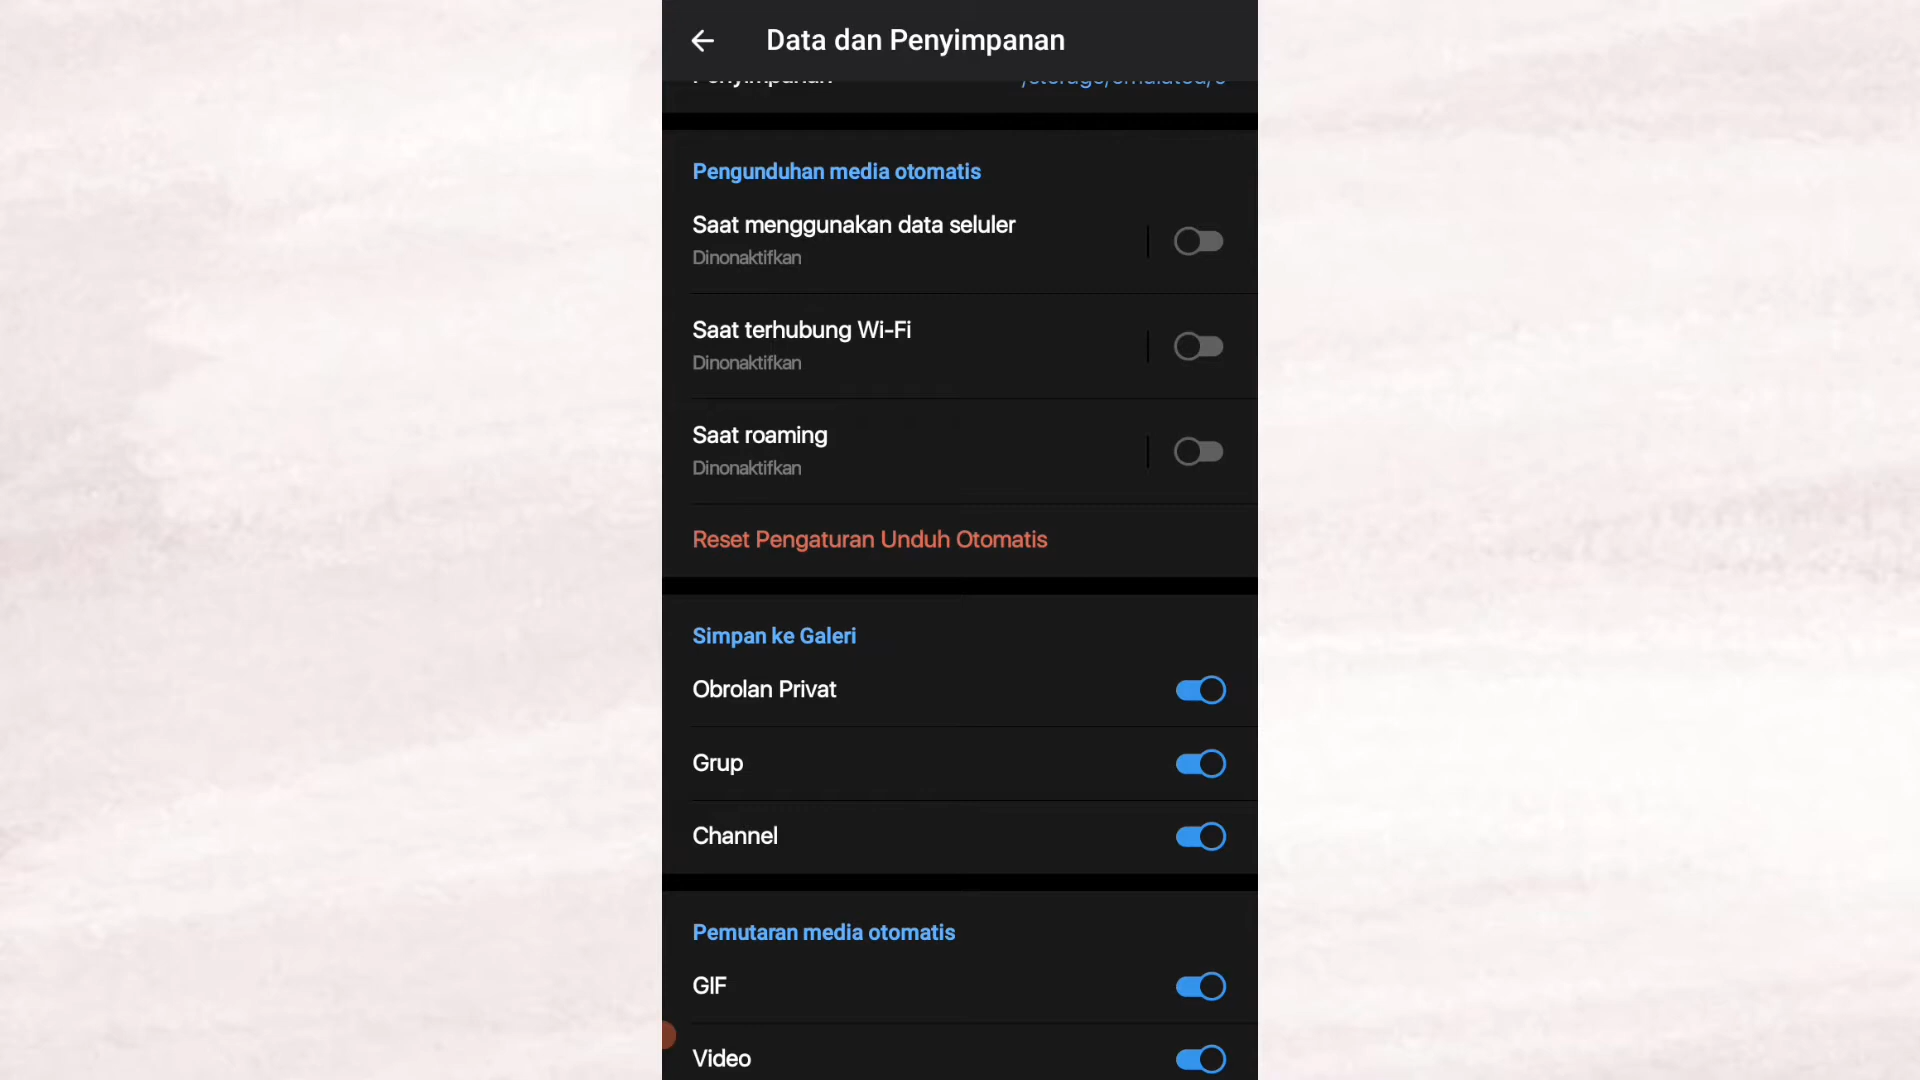 Data dan Penyimpanan
Pengunduhan media otomatis
Saat menggunakan data seluler
Dinonaktifkan
Saat terhubung Wi-Fi
Dinonaktifkan
Saat roaming
Dinonaktifkan
Reset Pengaturan Unduh Otomatis
Simpan ke Galeri
Obrolan Privat
Grup
Channel
Pemutaran media otomatis
GIF
Video